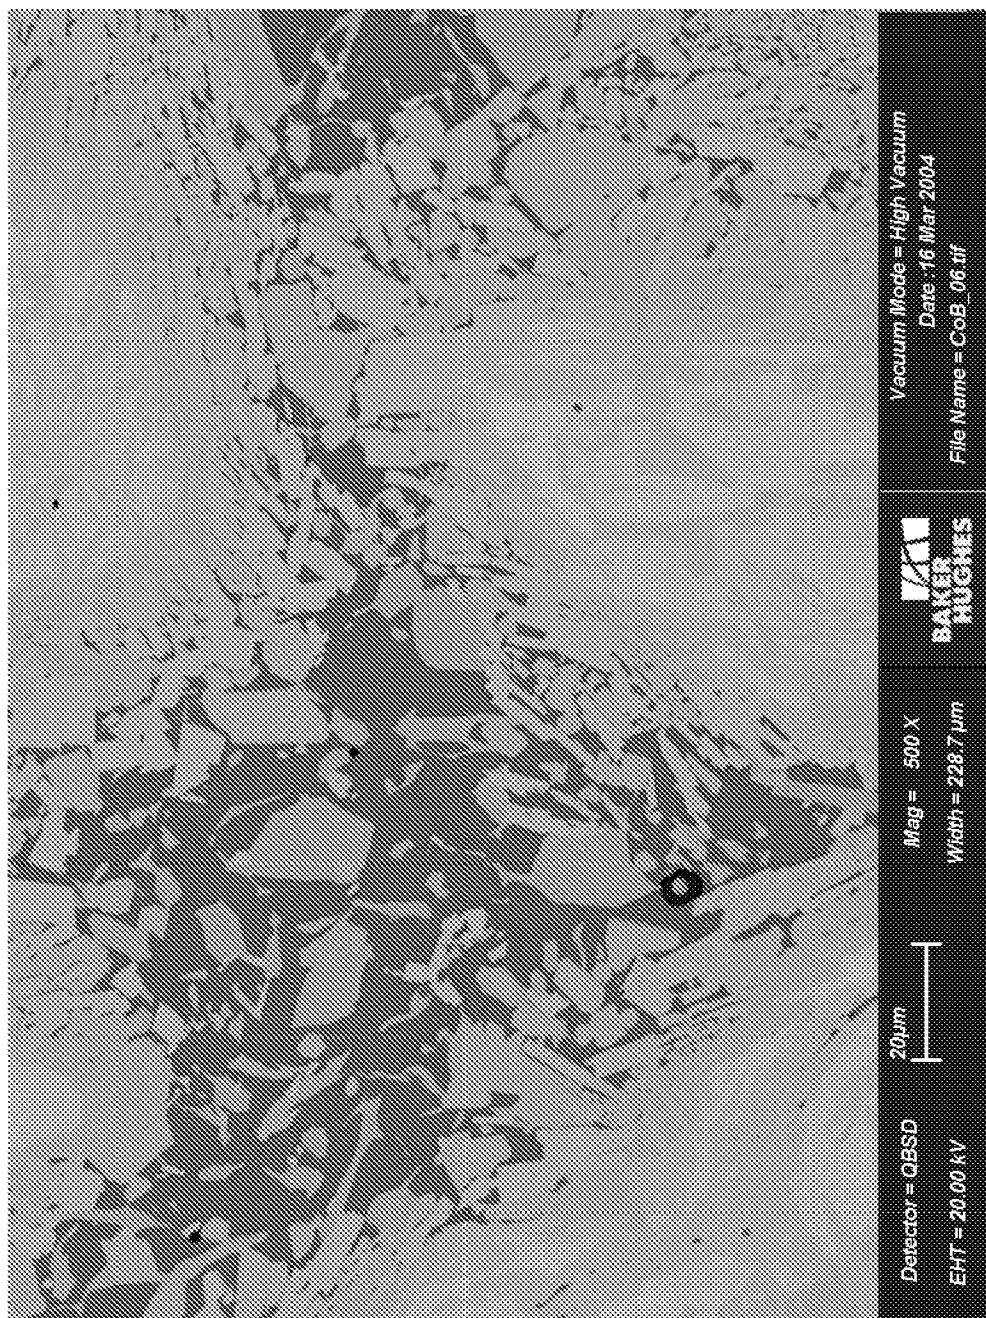 Detector = QBSD
EHT = 20.00 kV
20µm
Mag = 500 X
Width = 228.7 µm
BAKER
HUGHES
Vacuum Mode = High Vacuum
Date :16 Mar 2004
File Name = CoB_06.tif